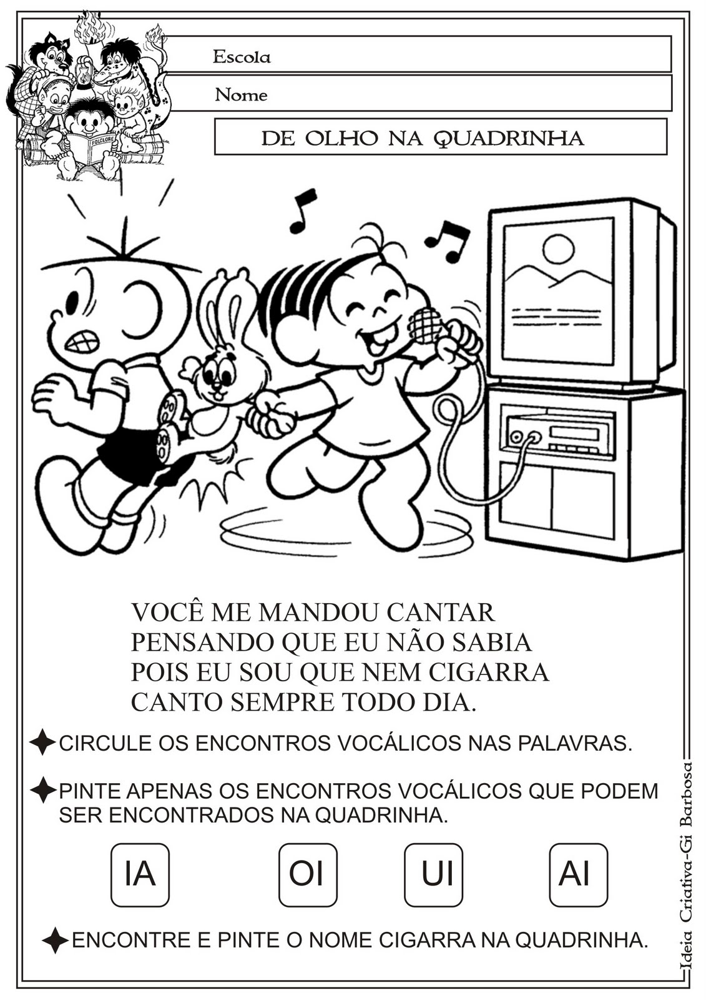 Escola
Nome
FOLCLORE
DE OLHO NA QUADRINHA
VOCÊ ME MANDOU CANTAR
PENSANDO QUE EU NÃO SABIA
POIS EU SOU QUE NEM CIGARRA
CANTO SEMPRE TODO DIA.
CIRCULE OS ENCONTROS VOCÁLICOS NAS PALAVRAS.
PINTE APENAS OS ENCONTROS VOCÁLICOS QUE PODEM
SER ENCONTRADOS NA QUADRINHA.
IA OI UI AI
ENCONTRE E PINTE O NOME CIGARRA NA QUADRINHA.
Ideia Criativa-Gi Barbosa